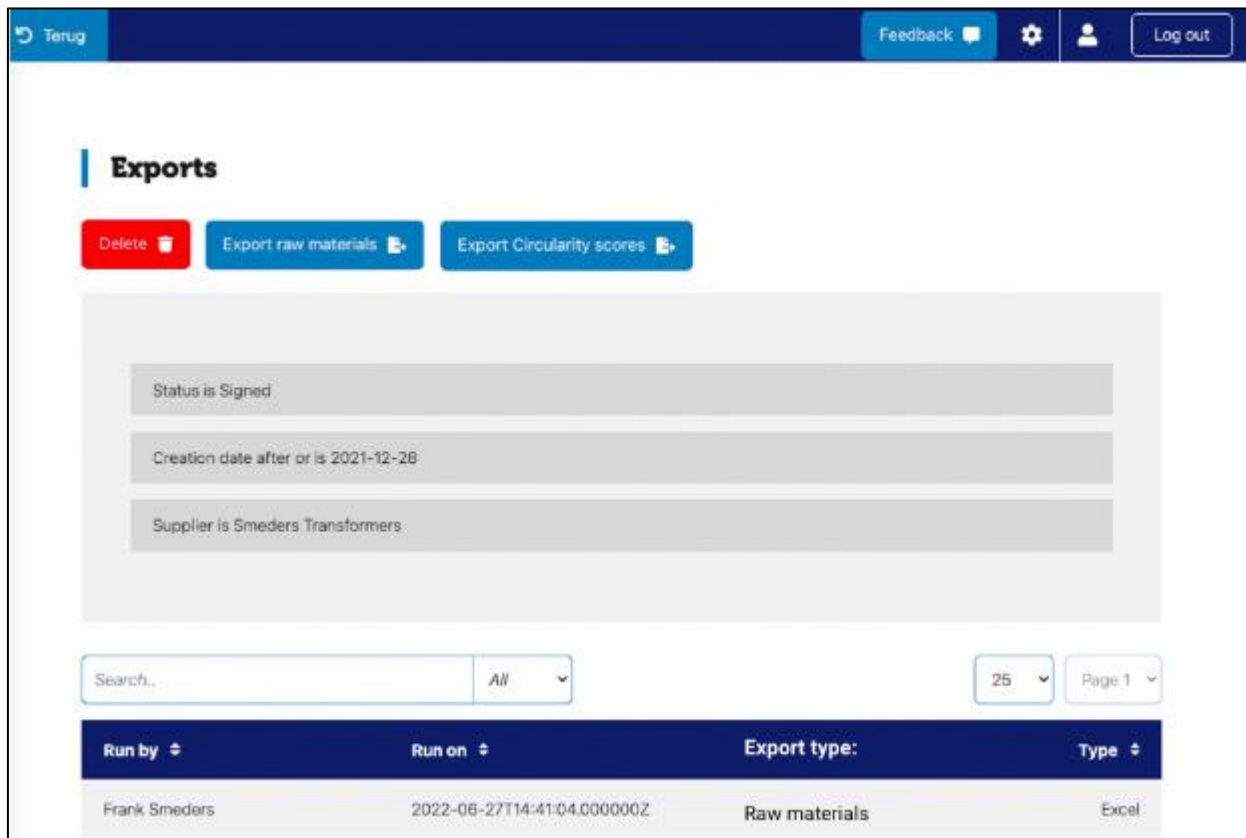 Terug Feedback Log out
Exports
Delete Export raw materials Export Circularity scores
Status is Signed
Creation date after or is 2021-12-28
Supplier is Smeders Transformers
Search.. All 25 Page 1
Run by Run on Export type: Type
Frank Smeders 2022-06-27T14:41:04.000000Z Raw materials Excel